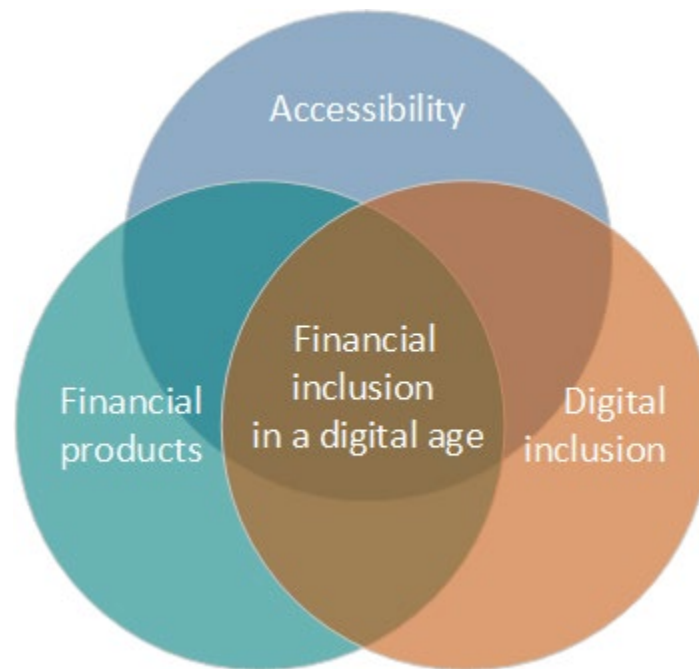 Accessibility
Financial
inclusion
in a digital age
Financial
products
Digital
inclusion